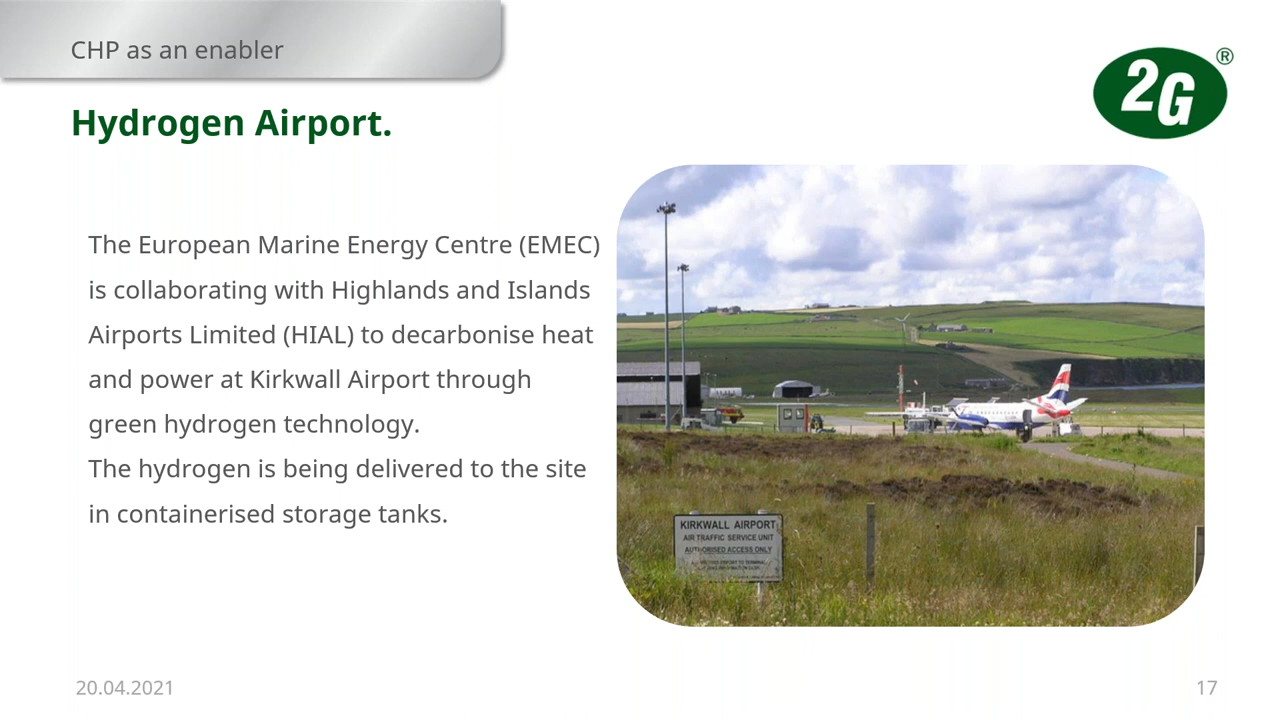 CHP as an enabler
2G®
Hydrogen Airport.
The European Marine Energy Centre (EMEC)
is collaborating with Highlands and Islands
Airports Limited (HIAL) to decarbonise heat
and power at Kirkwall Airport through
green hydrogen technology.
The hydrogen is being delivered to the site
in containerised storage tanks.
KIRKWALL AIRPORT
AIR TRAFFIC SERVICE UNIT
AUTHORISED ACCESS ONLY
20.04.2021
17